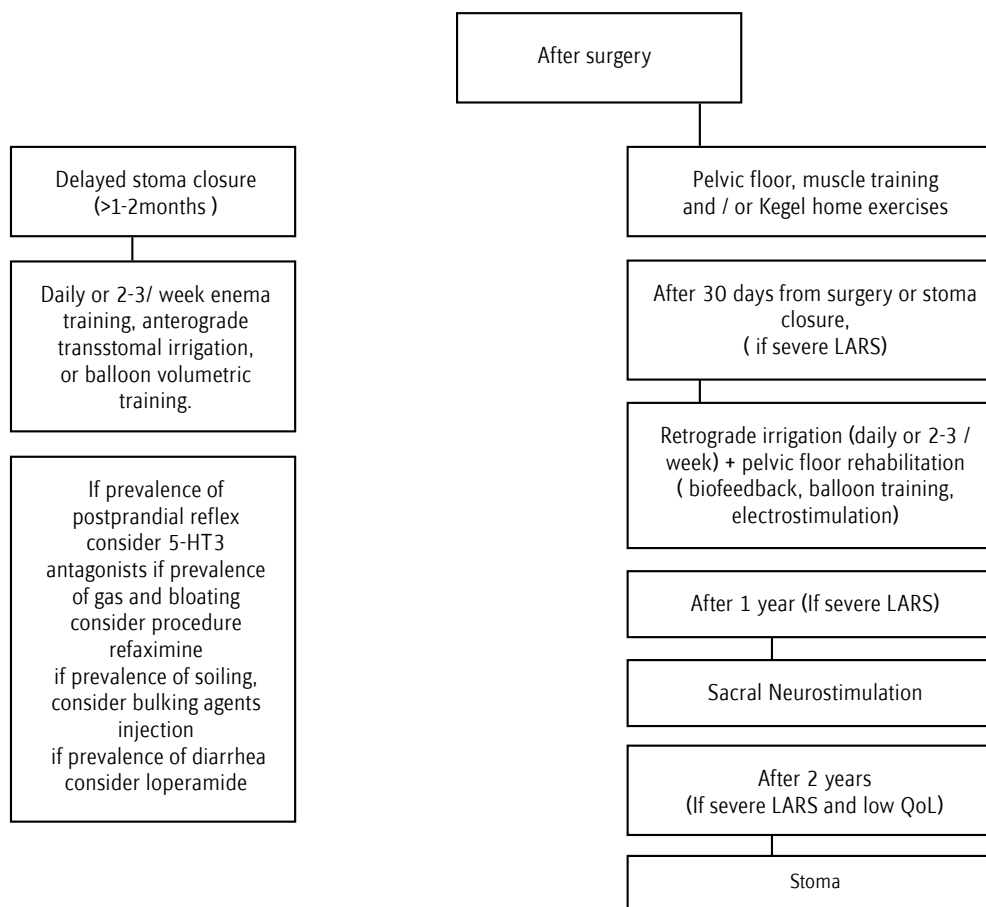 After surgery
Delayed stoma closure
(>1-2months )
Daily or 2-3/ week enema
training, anterograde
transstomal irrigation,
or balloon volumetric
training.
If prevalence of
postprandial reflex
consider 5-HT3
antagonists if prevalence
of gas and bloating
consider procedure
refaximine
if prevalence of soiling,
consider bulking agents
injection
if prevalence of diarrhea
consider loperamide
Pelvic floor, muscle training
and / or Kegel home exercises
After 30 days from surgery or stoma
closure,
( if severe LARS)
Retrograde irrigation (daily or 2-3 /
week) + pelvic floor rehabilitation
( biofeedback, balloon training,
electrostimulation)
After 1 year (If severe LARS)
Sacral Neurostimulation
After 2 years
(If severe LARS and low QoL)
Stoma